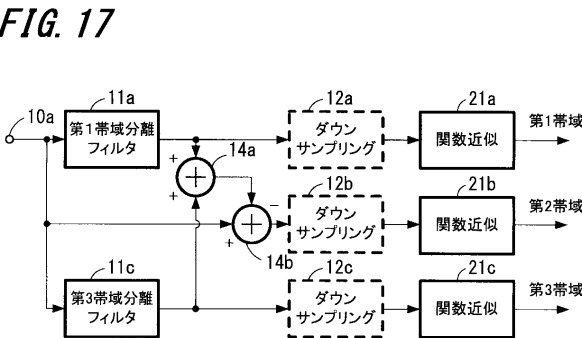 FIG. 17
10a
11a
第1帯域分離
フィルタ
12a
ダウン
サンプリング
21a
関数近似
第1帯域
+
+
14a
+
12b
ダウン
サンプリング
21b
関数近似
第2帯域
−
+
+
14b
11c
第3帯域分離
フィルタ
12c
ダウン
サンプリング
21c
関数近似
第3帯域